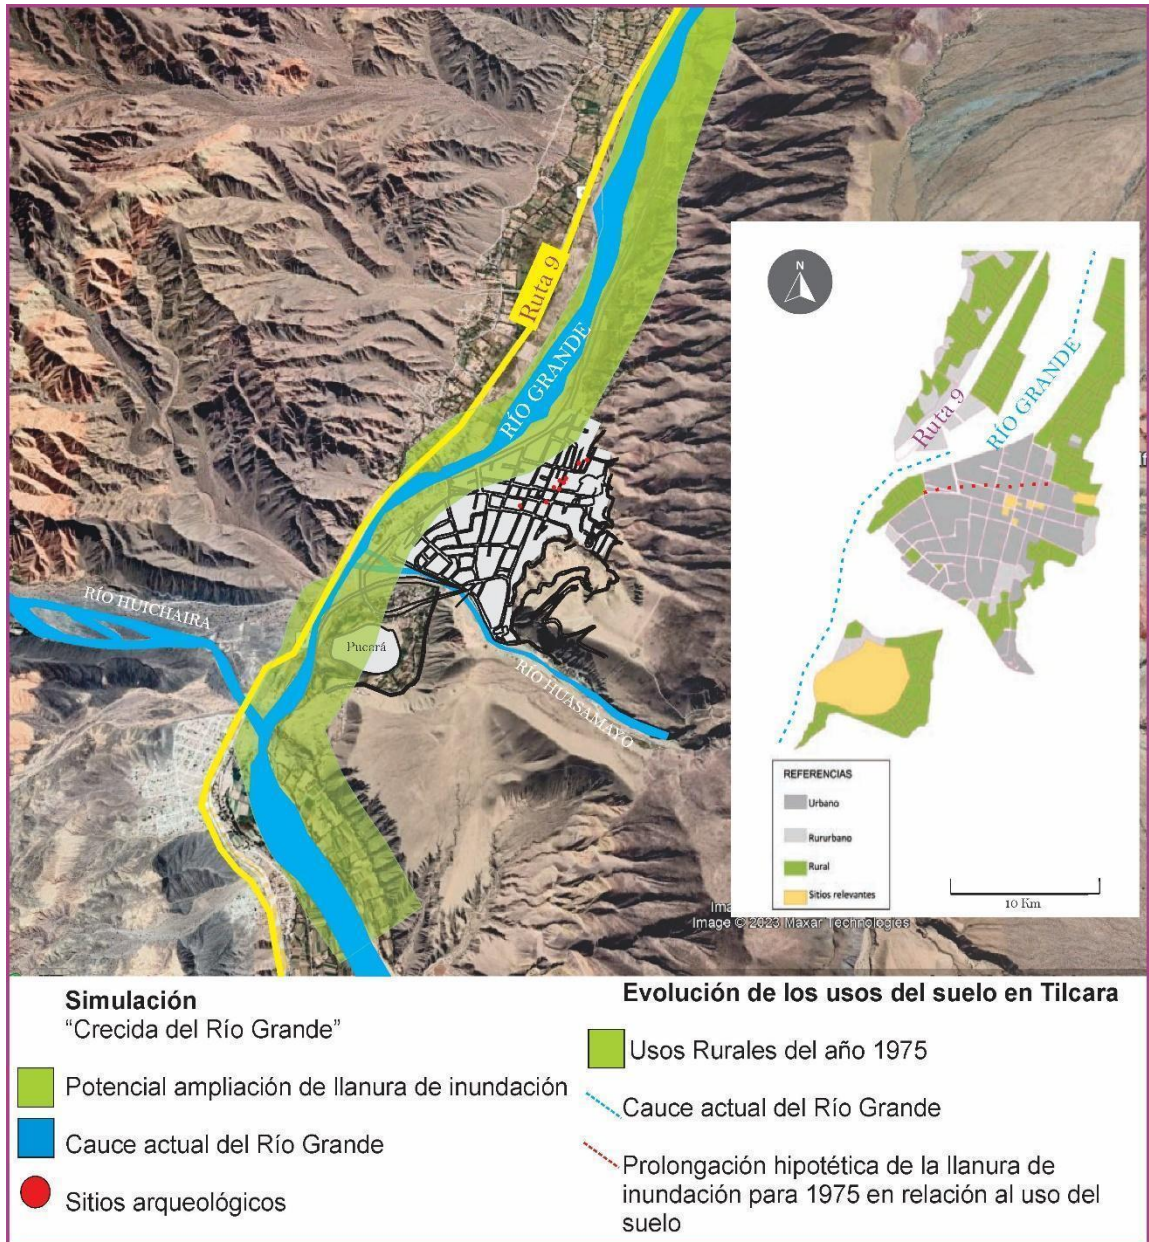 Ruta 9
RÍO GRANDE
RÍO HUICHAIRA
Pucará
RÍO HUASAMAYO
N
Ruta 9
RÍO GRANDE
REFERENCIAS
Urbano
Rururbano
Rural
Sitios relevantes
10 Km
Ima
Image © 2023 Maxar Technologies
Simulación
“Crecida del Río Grande”
Potencial ampliación de llanura de inundación
Cauce actual del Río Grande
Sitios arqueológicos
Evolución de los usos del suelo en Tilcara
Usos Rurales del año 1975
Cauce actual del Río Grande
Prolongación hipotética de la llanura de
inundación para 1975 en relación al uso del
suelo